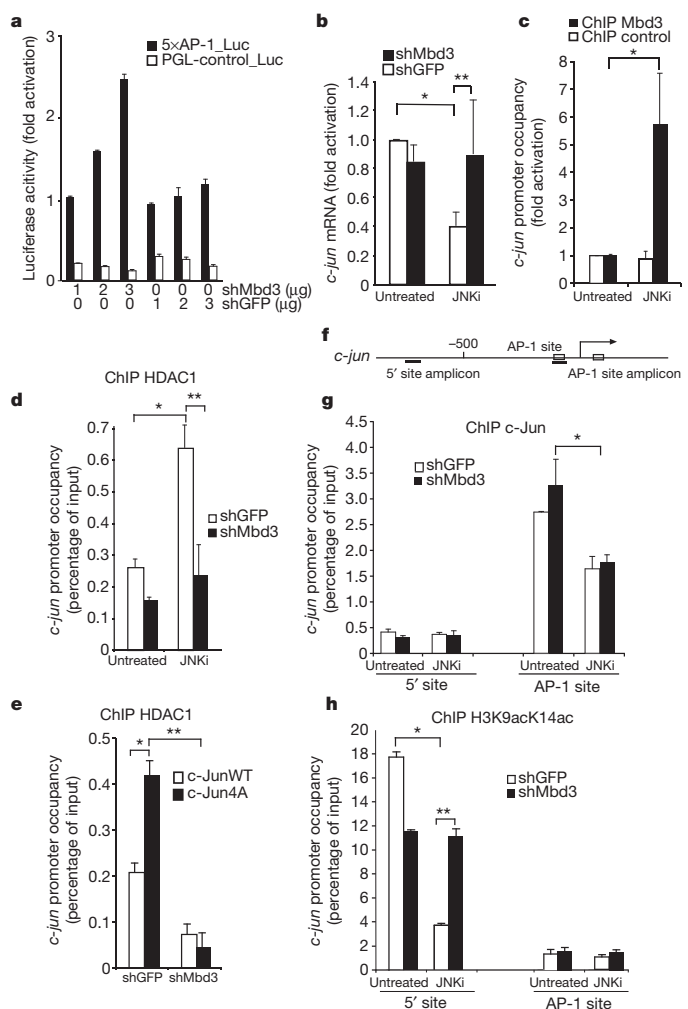 a
5×AP-1_Luc
PGL-control_Luc
Luciferase acitivity (fold activation)
3
2
1
0
1 2 3 0 0 0 shMbd3 (μg)
0 0 0 1 2 3 shGFP (μg)
b
shMbd3
shGFP
**
*
c-jun mRNA (fold activation)
1.4
1.2
1.0
0.8
0.6
0.4
0.2
0
Untreated JNKi
c
ChIP Mbd3
ChIP control
*
c-jun promoter occupancy
(fold activation)
8
7
6
5
4
3
2
1
0
Untreated JNKi
d
ChIP HDAC1
* **
c-jun promoter occupancy
(percentage of input)
0.7
0.6
0.5
0.4
0.3
0.2
0.1
0
shGFP
shMbd3
Untreated JNKi
e
ChIP HDAC1
* **
c-jun promoter occupancy
(percentage of input)
0.5
0.4
0.3
0.2
0.1
0
c-JunWT
c-Jun4A
shGFP shMbd3
f
c-jun
–500
AP-1 site
5′ site amplicon
AP-1 site amplicon
g
ChIP c-Jun
shGFP
shMbd3
*
c-jun promoter occupancy
(percentage of input)
4.5
4.0
3.5
3.0
2.5
2.0
1.5
1.0
0.5
0
Untreated JNKi Untreated JNKi
5′ site AP-1 site
h
ChIP H3K9acK14ac
shGFP
shMbd3
*
**
c-jun promoter occupancy
(percentage of input)
20
18
16
14
12
10
8
6
4
2
0
Untreated JNKi Untreated JNKi
5′ site AP-1 site